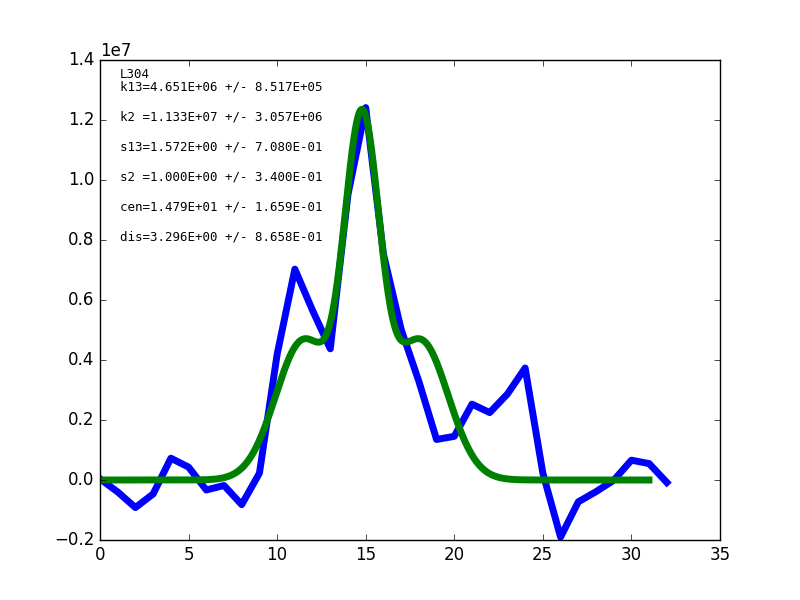 1e7
1.4
L304
k13=4.651E+06 +/- 8.517E+05
1.2
k2 =1.133E+07 +/- 3.057E+06
s13=1.572E+00 +/- 7.080E-01
1.0
s2 =1.000E+00 +/- 3.400E-01
cen=1.479E+01 +/- 1.659E-01
0.8
dis=3.296E+00 +/- 8.658E-01
0.6
0.4
0.2
0.0
−0.2
0 5 10 15 20 25 30 35